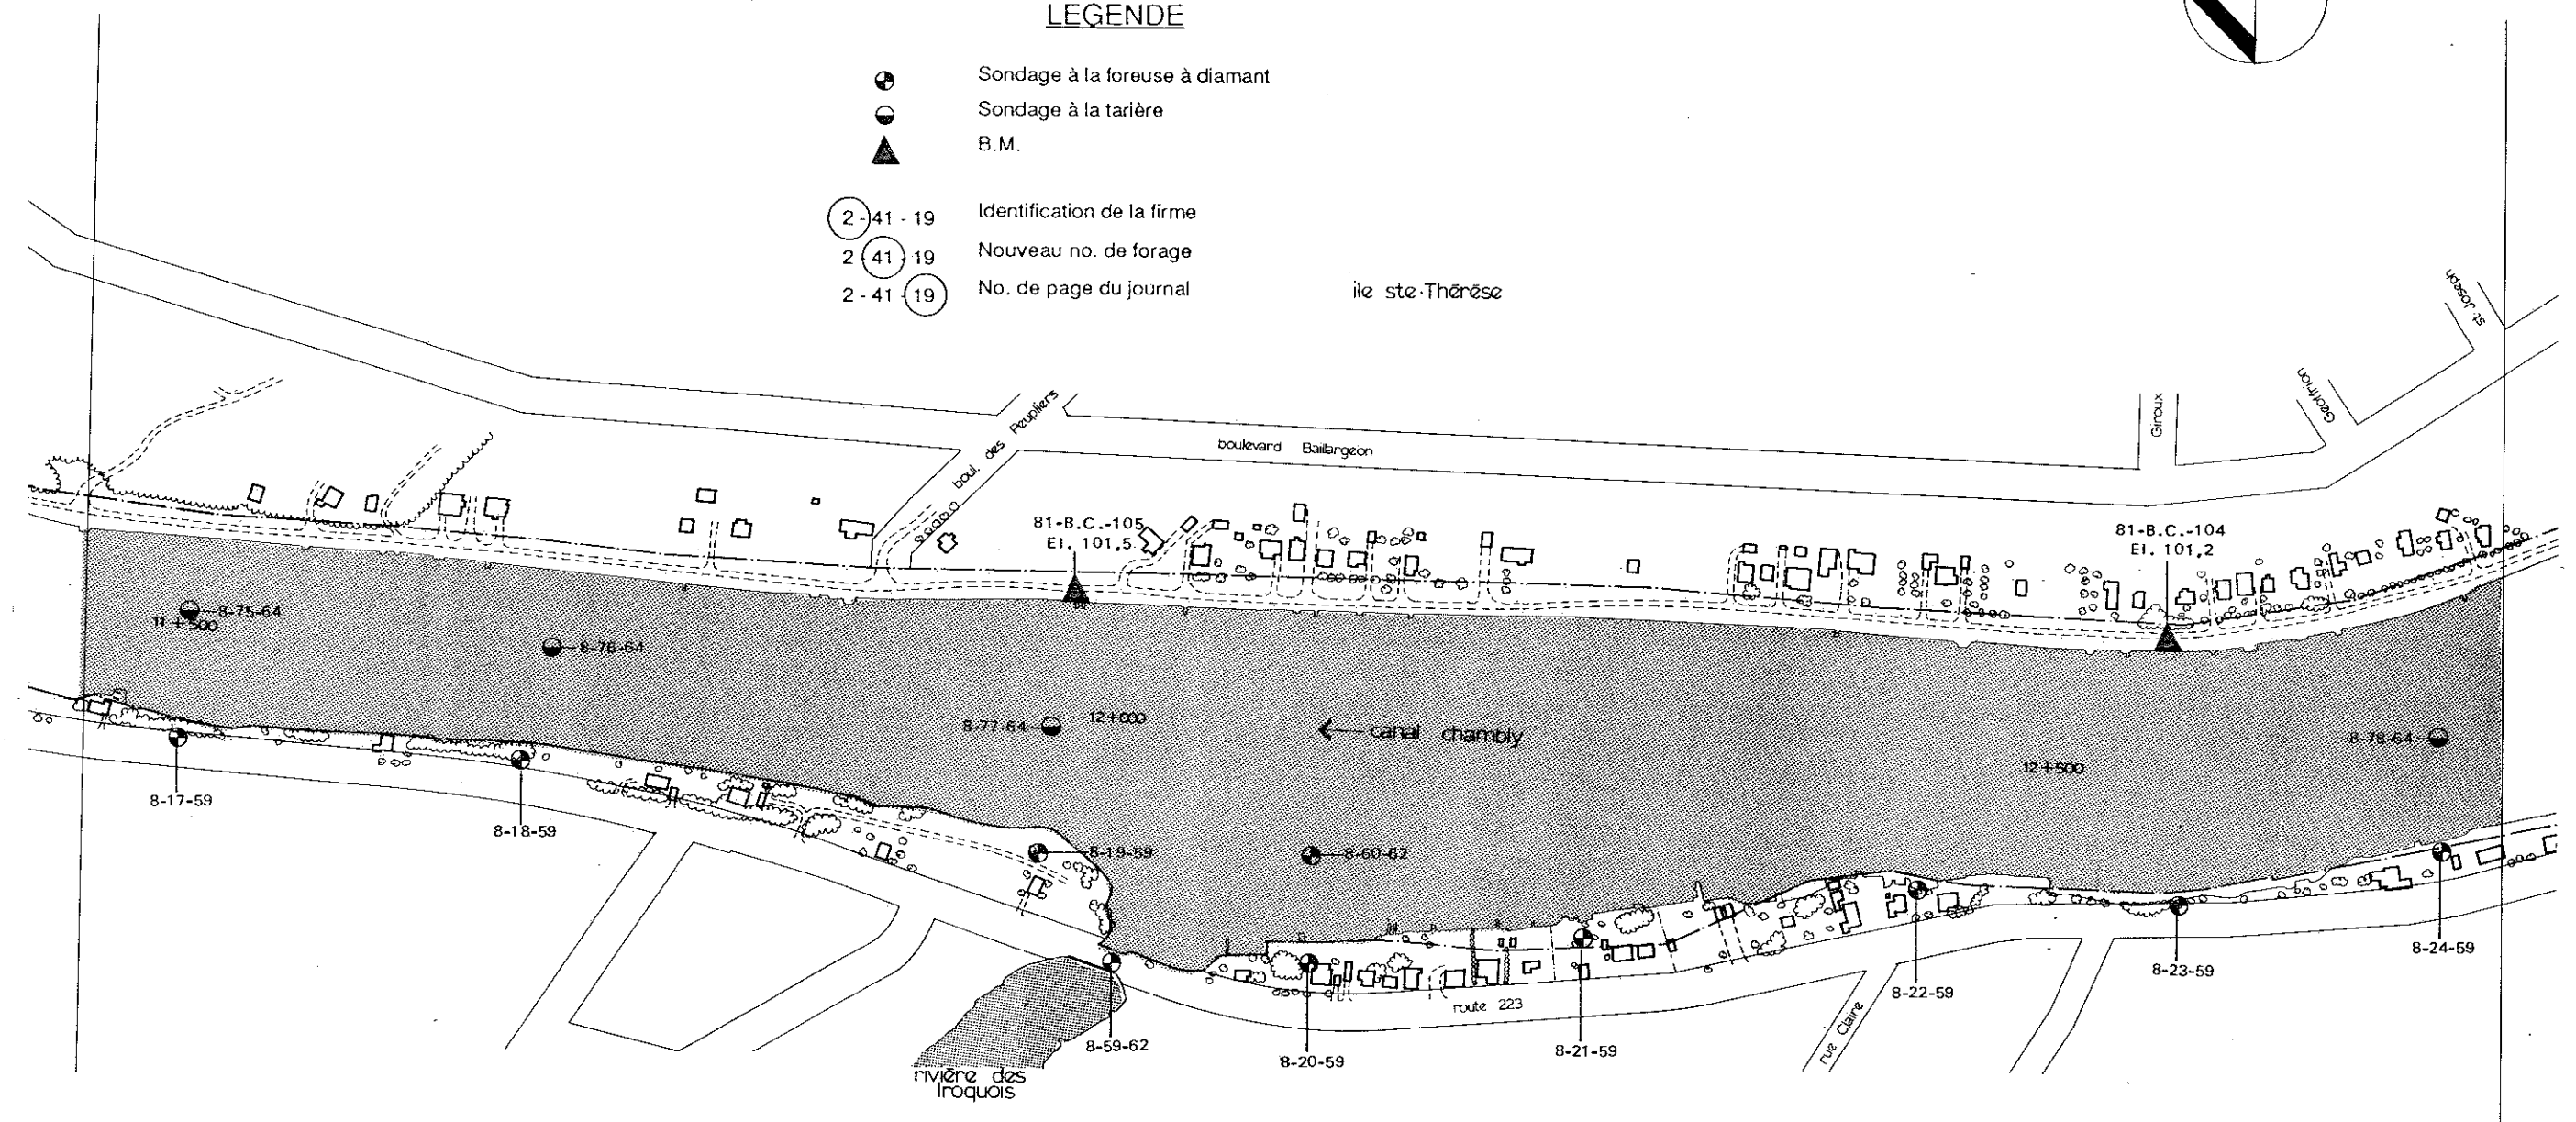 LEGENDE
Sondage à la foreuse à diamant
Sondage à la tarière
B.M.
2-41-19 Identification de la firme
2-41-19 Nouveau no. de forage
2-41-19 No. de page du journal
ile ste-Thérèse
st-Joseph
Geoffrion
Giroux
boul. des Peupliers
boulevard Baillargeon
81-B.C.-105
El. 101,5
81-B.C.-104
El. 101,2
8-75-64
11+500
8-76-64
8-77-64
12+000
canal chambly
8-78-64
12+500
8-17-59
8-18-59
8-19-59
8-60-62
8-24-59
8-23-59
8-22-59
route 223
rue Claire
8-59-62
8-20-59
8-21-59
rivière des
Iroquois